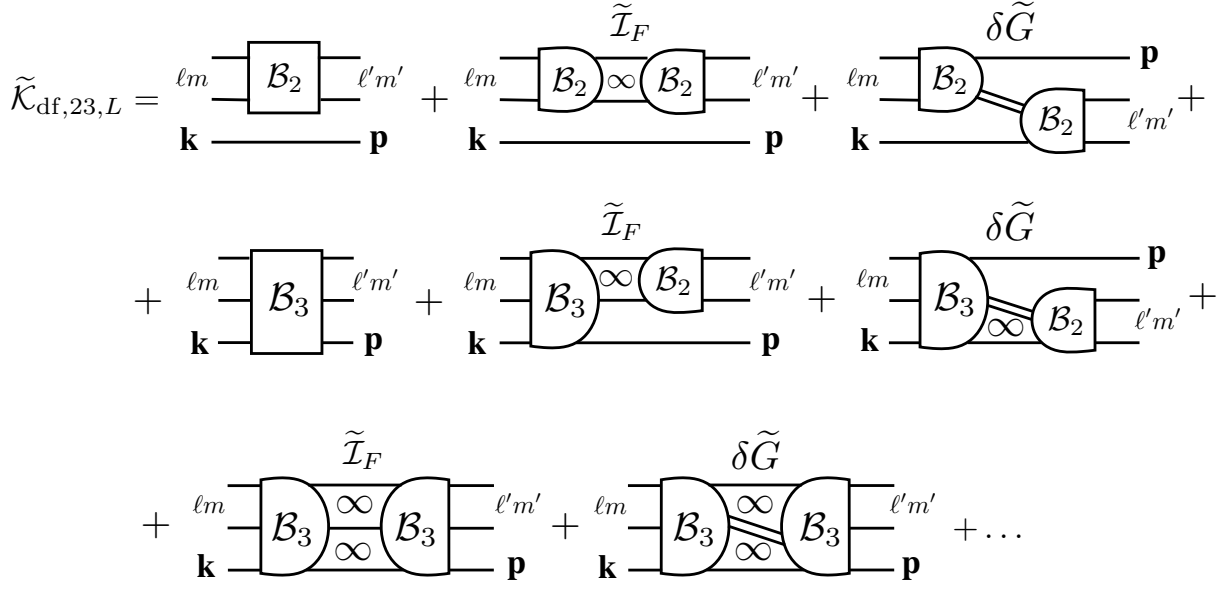 Ĩ_F δG̃
K̃_df,23,L = ℓm B₂ ℓ'm' k p + ℓm B₂ ∞ B₂ ℓ'm' k p + ℓm B₂ B₂ p ℓ'm' k +
Ĩ_F δG̃
+ ℓm B₃ ℓ'm' k p + ℓm B₃ ∞ B₂ ℓ'm' k p + ℓm B₃ ∞ B₂ p ℓ'm' k +
Ĩ_F δG̃
+ ℓm B₃ ∞ ∞ B₃ ℓ'm' k p + ℓm B₃ ∞ ∞ B₃ ℓ'm' k p + ...